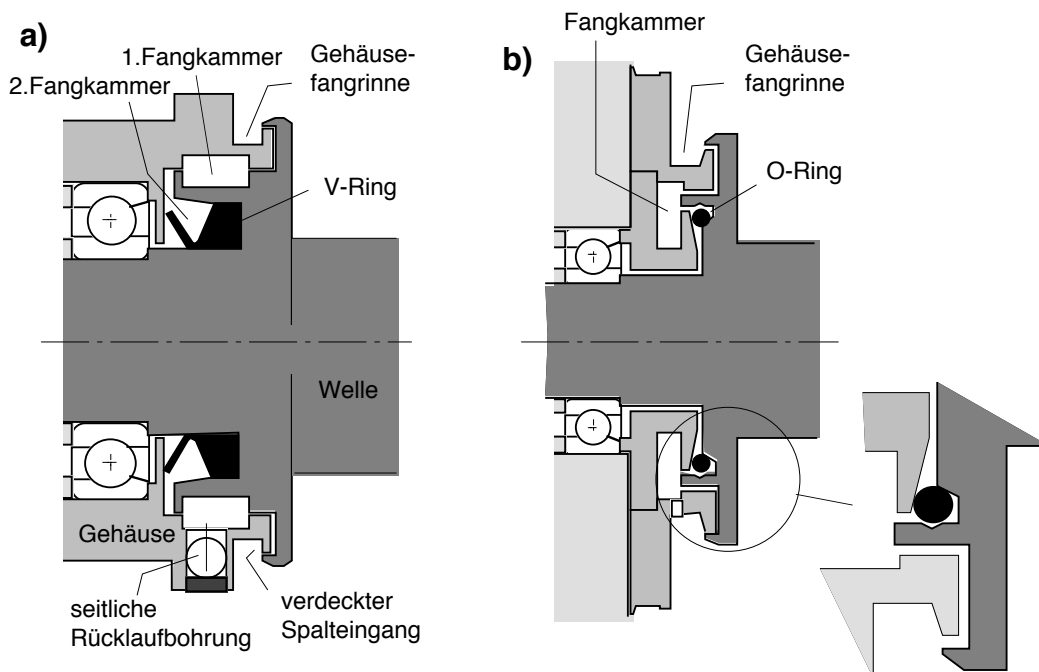 a)
1.Fangkammer
2.Fangkammer
Gehäuse-
fangrinne
V-Ring
Welle
Gehäuse
seitliche
Rücklaufbohrung
verdeckter
Spalteingang
b)
Fangkammer
Gehäuse-
fangrinne
O-Ring